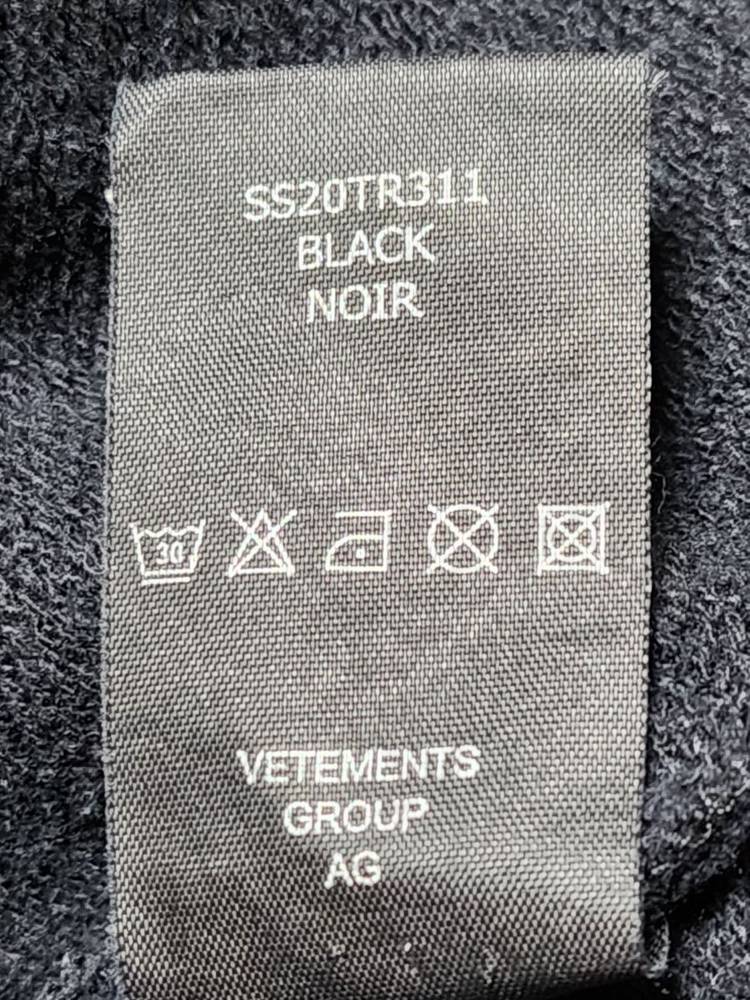 SS20TR311
BLACK
NOIR
30
VETEMENTS
GROUP
AG